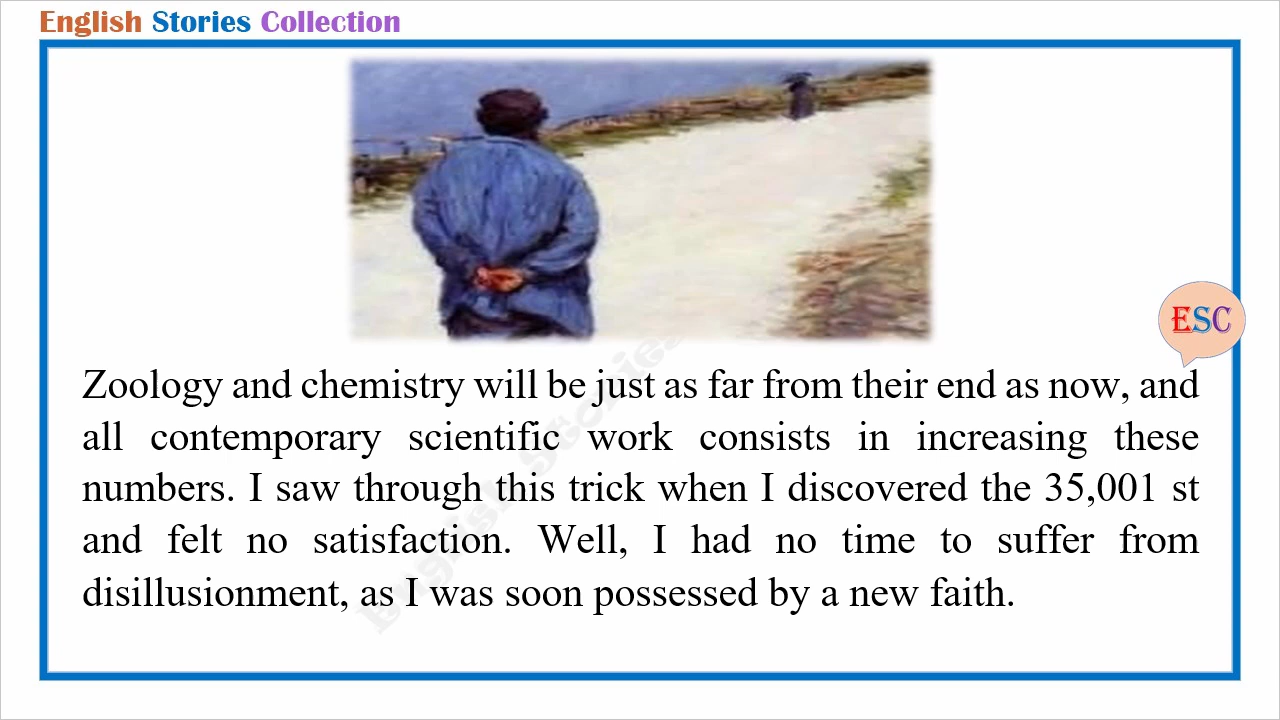 English Stories Collection
ESC
Zoology and chemistry will be just as far from their end as now, and
all contemporary scientific work consists in increasing these
numbers. I saw through this trick when I discovered the 35,001 st
and felt no satisfaction. Well, I had no time to suffer from
disillusionment, as I was soon possessed by a new faith.
English Stories